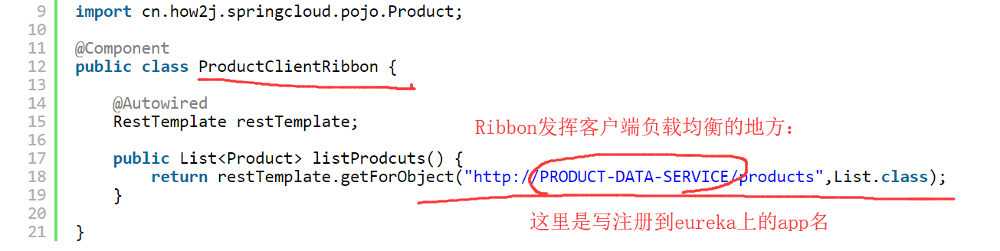 9 import cn.how2j.springcloud.pojo.Product;
10
11 @Component
12 public class ProductClientRibbon {
13
14 @Autowired
15 RestTemplate restTemplate;
Ribbon发挥客户端负载均衡的地方:
16
17 public List<Product> listProdcuts() {
18 return restTemplate.getForObject("http://PRODUCT-DATA-SERVICE/products",List.class);
19 }
这里是写注册到eureka上的app名
20
21 }